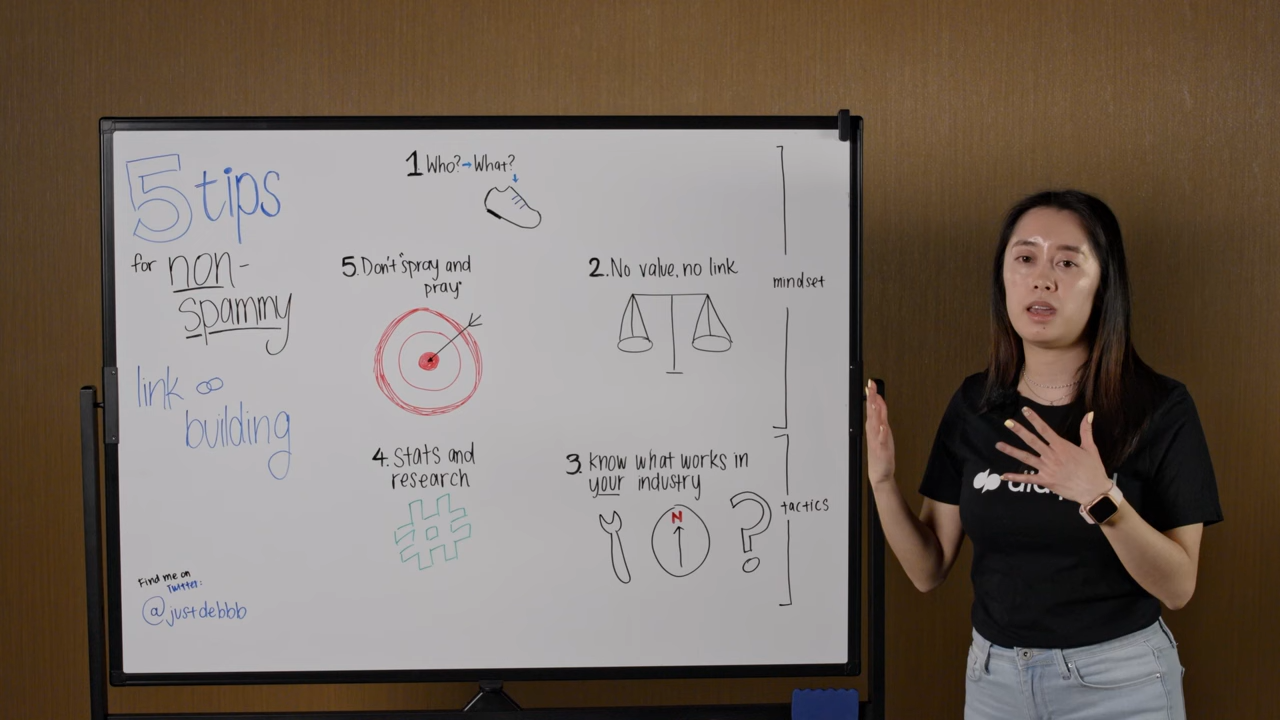 5 tips
for non-
spammy
link
building
Find me on
Twitter:
@justdebbb
1 Who?→What?
2. No value, no link
3. Know what works in
your industry
N
?
4. Stats and
research
#
5. Don't "spray and
pray"
mindset
tactics